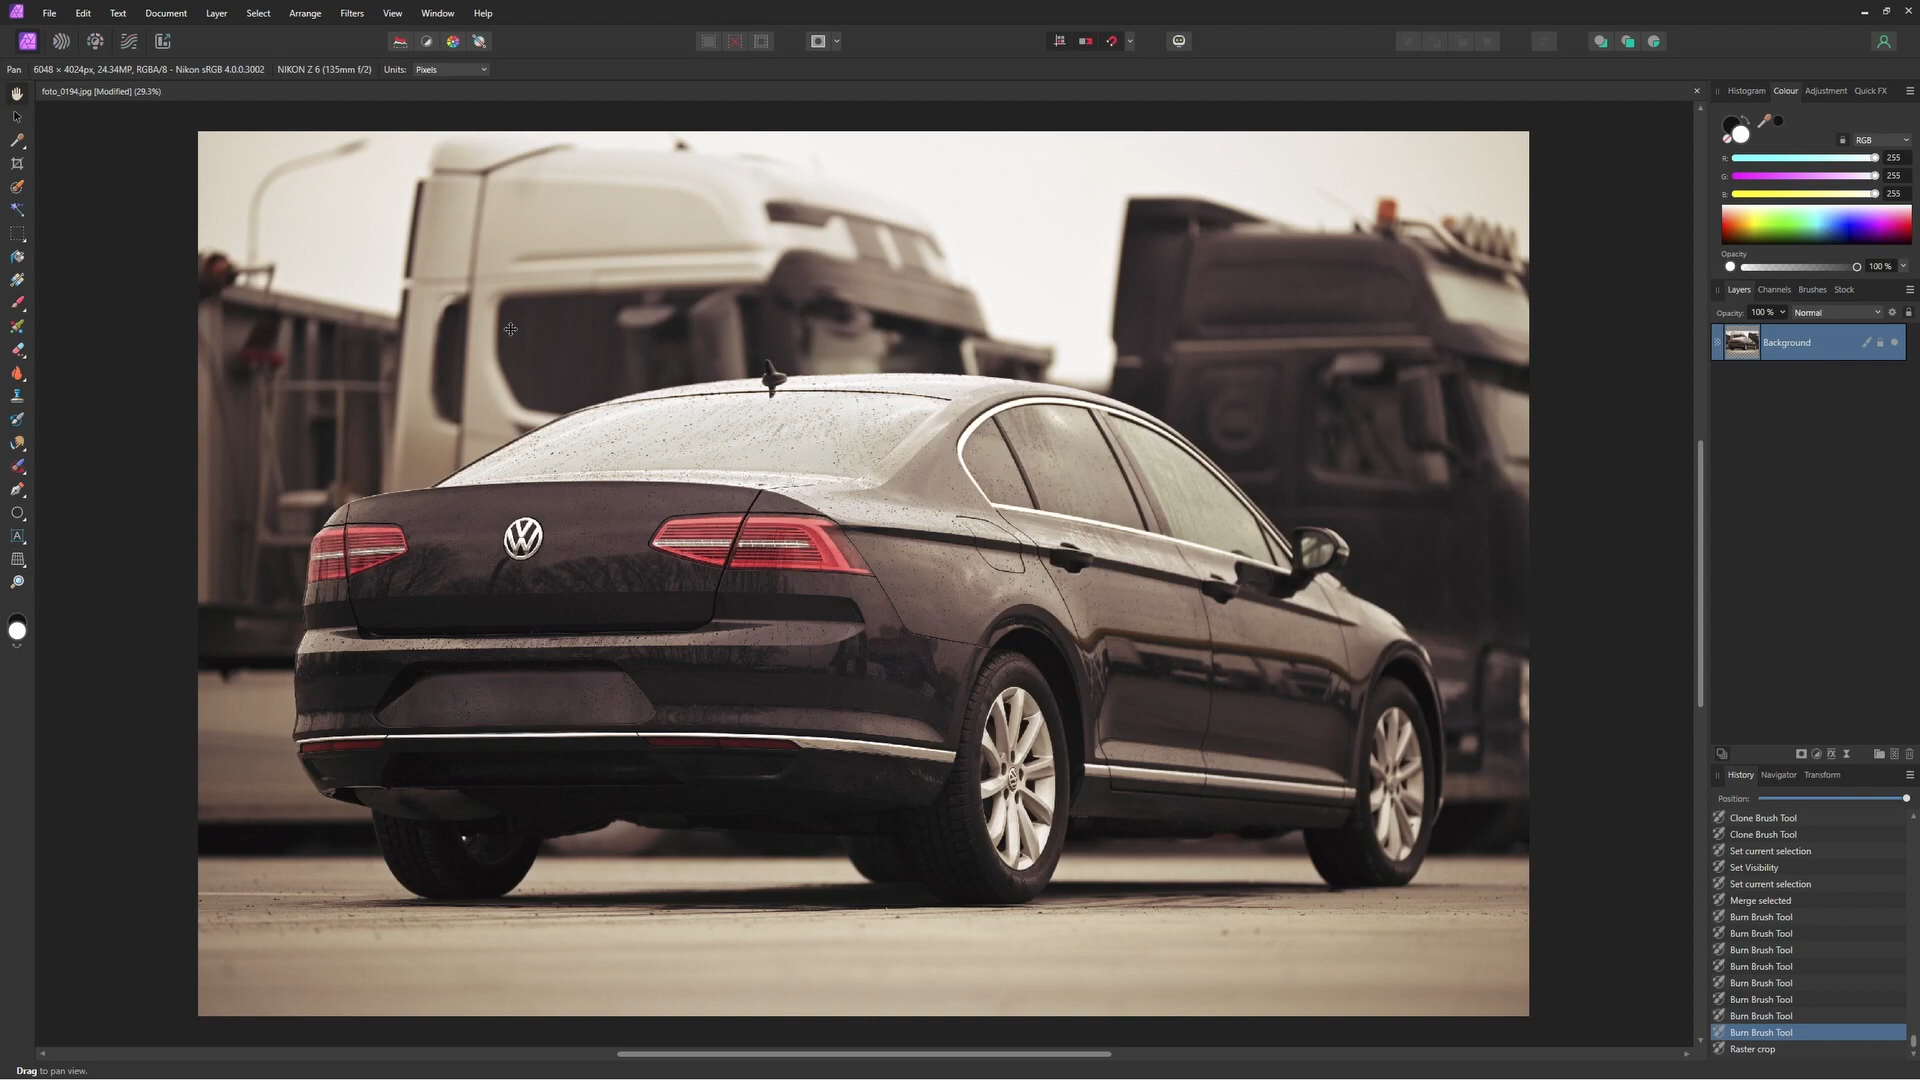 File Edit Text Document Layer Select Arrange Filters View Window Help
Pan 6048 × 4024px, 24.34MP, RGBA/8 - Nikon sRGB 4.0.0.3002 NIKON Z 6 (135mm f/2) Units: Pixels
foto_0194.jpg [Modified] (29.3%)
Histogram Colour Adjustment Quick FX
RGB
R: 255
G: 255
B: 255
Opacity
100 %
Layers Channels Brushes Stock
Opacity: 100 % Normal
Background
History Navigator Transform
Position:
Clone Brush Tool
Clone Brush Tool
Set current selection
Set Visibility
Set current selection
Merge selected
Burn Brush Tool
Burn Brush Tool
Burn Brush Tool
Burn Brush Tool
Burn Brush Tool
Burn Brush Tool
Burn Brush Tool
Burn Brush Tool
Raster crop
Drag to pan view.